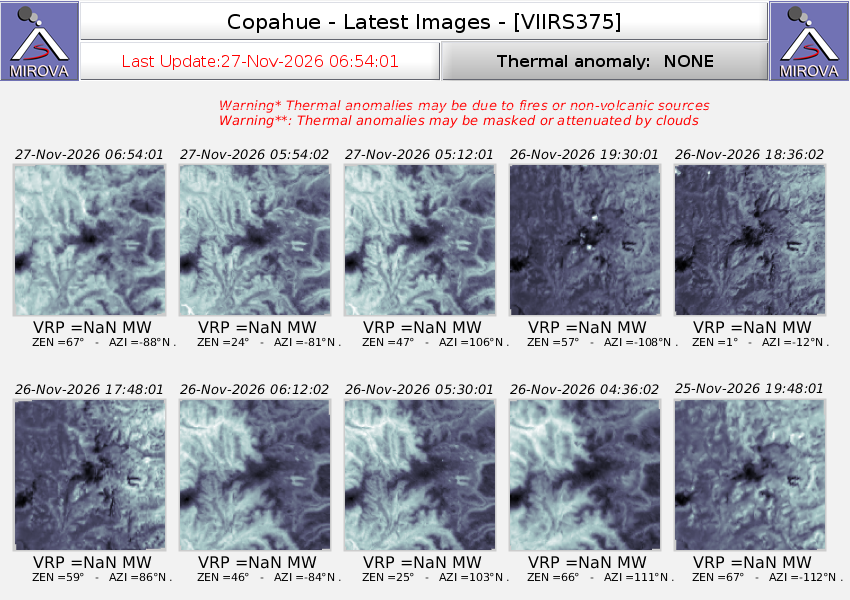 Copahue - Latest Images - [VIIRS375]
MIROVA
Last Update:27-Nov-2026 06:54:01
Thermal anomaly: NONE
MIROVA
Warning* Thermal anomalies may be due to fires or non-volcanic sources
Warning**: Thermal anomalies may be masked or attenuated by clouds
27-Nov-2026 06:54:01 27-Nov-2026 05:54:02 27-Nov-2026 05:12:01 26-Nov-2026 19:30:01 26-Nov-2026 18:36:02
VRP =NaN MW VRP =NaN MW VRP =NaN MW VRP =NaN MW VRP =NaN MW
ZEN =67° - AZI =-88°N . ZEN =24° - AZI =-81°N . ZEN =47° - AZI =106°N . ZEN =57° - AZI =-108°N . ZEN =1° - AZI =-12°N .
26-Nov-2026 17:48:01 26-Nov-2026 06:12:02 26-Nov-2026 05:30:01 26-Nov-2026 04:36:02 25-Nov-2026 19:48:01
VRP =NaN MW VRP =NaN MW VRP =NaN MW VRP =NaN MW VRP =NaN MW
ZEN =59° - AZI =86°N . ZEN =46° - AZI =-84°N . ZEN =25° - AZI =103°N . ZEN =66° - AZI =111°N . ZEN =67° - AZI =-112°N .